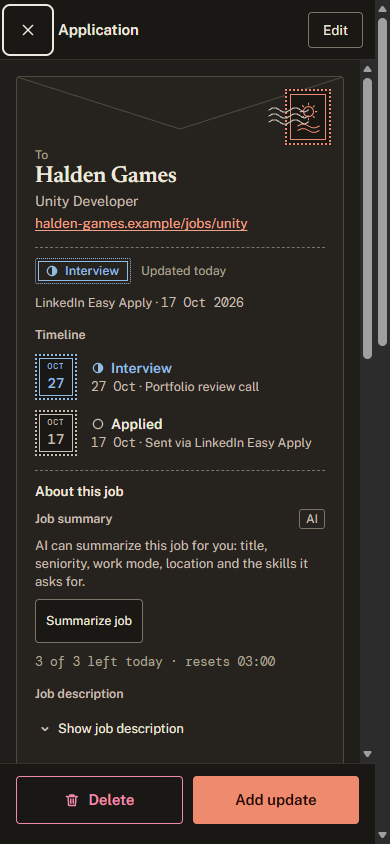 Application
Edit
To
Halden Games
Unity Developer
halden-games.example/jobs/unity
Interview
Updated today
LinkedIn Easy Apply · 17 Oct 2026
Timeline
OCT
27
Interview
27 Oct · Portfolio review call
OCT
17
Applied
17 Oct · Sent via LinkedIn Easy Apply
About this job
Job summary
AI
AI can summarize this job for you: title,
seniority, work mode, location and the skills it
asks for.
Summarize job
3 of 3 left today · resets 03:00
Job description
Show job description
Delete
Add update